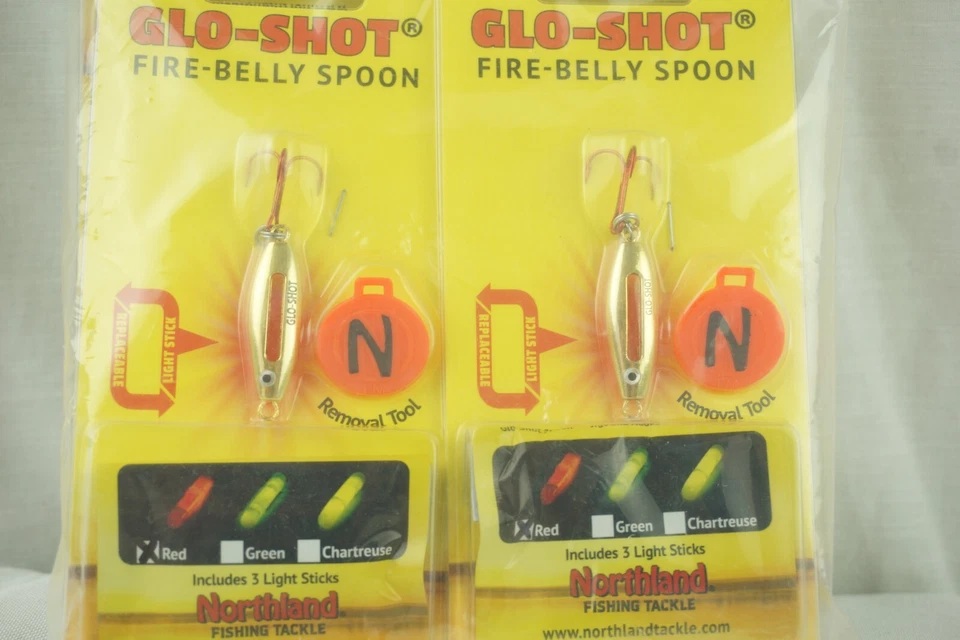 GLO-SHOT®
FIRE-BELLY SPOON
GLO-SHOT
REPLACEABLE
LIGHT STICK
N
Removal Tool
Red
Green
Chartreuse
Includes 3 Light Sticks
Northland®
FISHING TACKLE
GLO-SHOT®
FIRE-BELLY SPOON
GLO-SHOT
REPLACEABLE
LIGHT STICK
N
Removal Tool
Red
Green
Chartreuse
Includes 3 Light Sticks
Northland®
FISHING TACKLE
www.northlandtackle.com